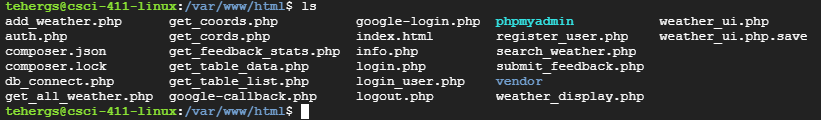 tehergs@csci-411-linux:/var/www/html$ ls
add_weather.php get_coords.php google-login.php phpmyadmin weather_ui.php
auth.php get_cords.php index.html register_user.php weather_ui.php.save
composer.json get_feedback_stats.php info.php search_weather.php
composer.lock get_table_data.php login.php submit_feedback.php
db_connect.php get_table_list.php login_user.php vendor
get_all_weather.php google-callback.php logout.php weather_display.php
tehergs@csci-411-linux:/var/www/html$